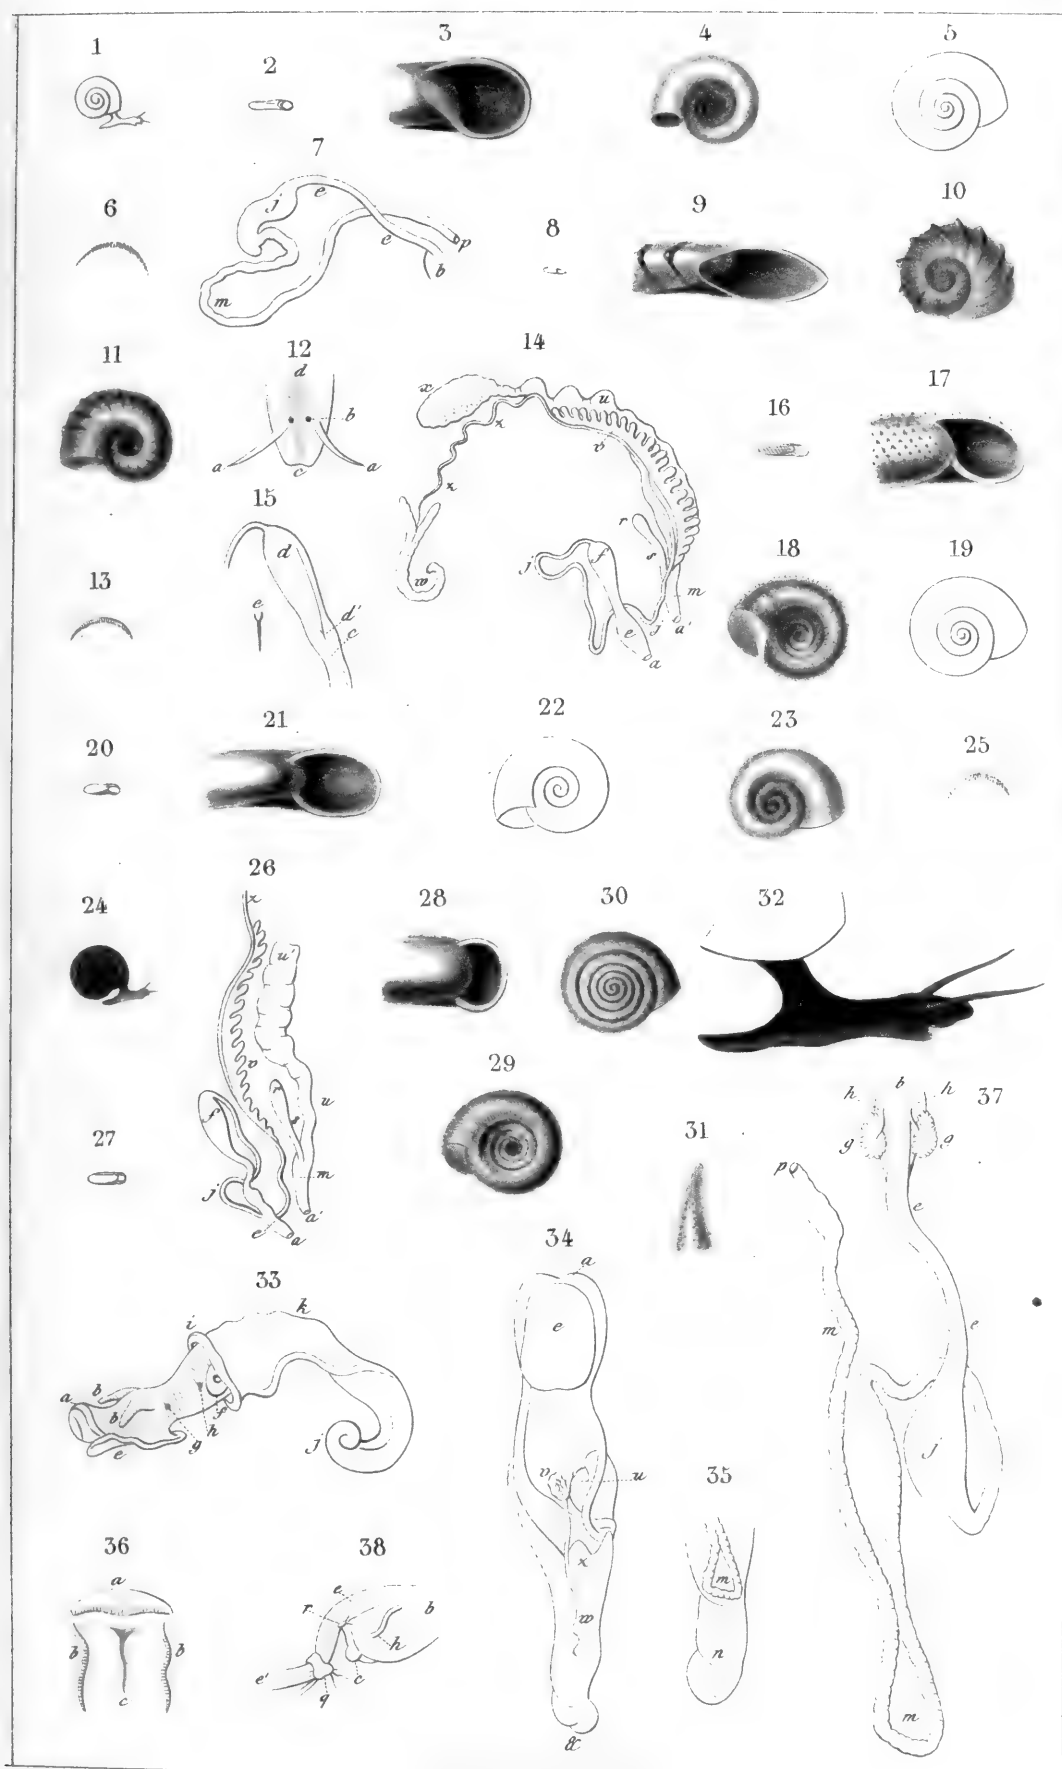 1
2
3
4
5
6
7
j
e
e
p
b
m
8
9
10
11
12
d
b
a
c
a
13
14
x
u
z
v
z
r
s
f
j
w
m
j
a'
e
a
15
d
d'
c
e
16
17
18
19
20
21
22
23
24
25
26
z
u'
v
f
s
u
m
j
a'
e
a
27
28
29
30
31
32
33
k
i
a
b
b
h
f
g
e
j
34
a
e
v
u
x
w
&
35
m
n
36
a
b
b
c
37
h
b
h
g
g
p
e
m
e
j
m
38
e
r
b
h
e'
c
q